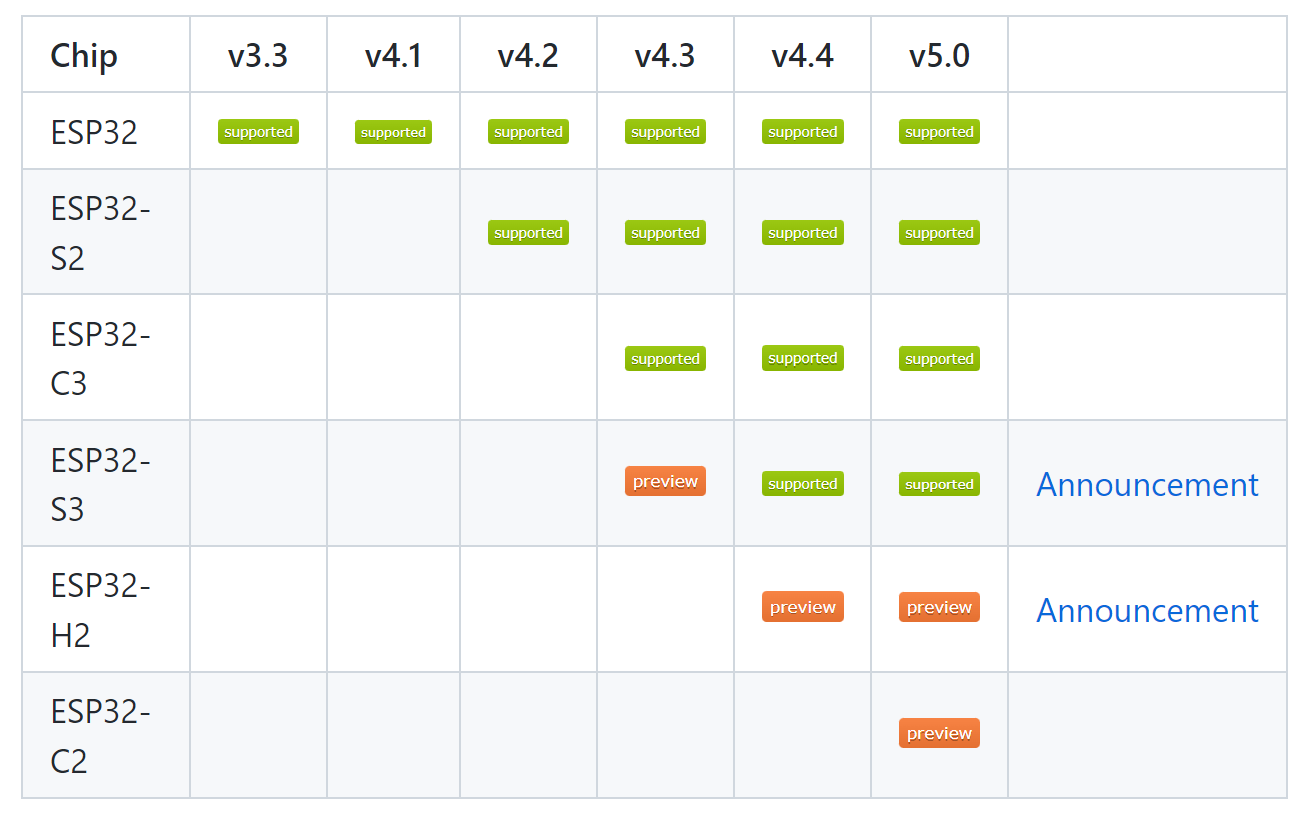 Chip v3.3 v4.1 v4.2 v4.3 v4.4 v5.0
ESP32 supported supported supported supported supported supported
ESP32-
S2
supported supported supported supported
ESP32-
C3
supported supported supported
ESP32-
S3
preview supported supported Announcement
ESP32-
H2
preview preview Announcement
ESP32-
C2
preview